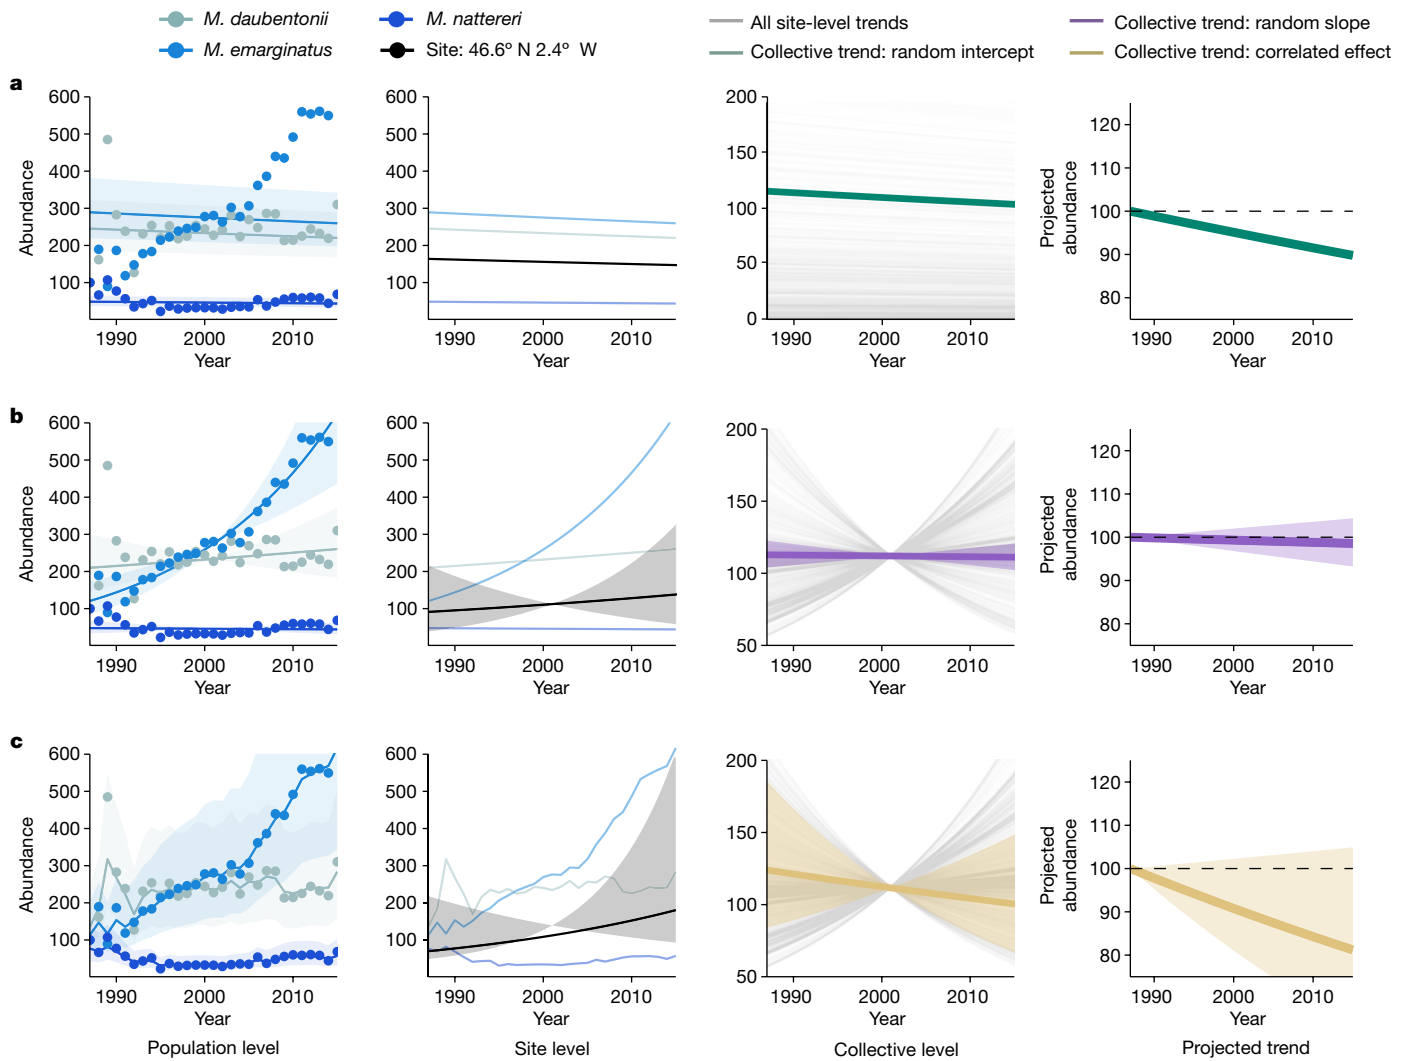 M. daubentonii
M. emarginatus
M. nattereri
Site: 46.6º N 2.4º W
All site-level trends
Collective trend: random intercept
Collective trend: random slope
Collective trend: correlated effect
a
600
500
400
300
200
100
Abundance
1990 2000 2010
Year
600
500
400
300
200
100
1990 2000 2010
Year
200
150
100
50
0
1990 2000 2010
Year
120
110
100
90
80
Projected
abundance
1990 2000 2010
Year
b
600
500
400
300
200
100
Abundance
1990 2000 2010
Year
600
500
400
300
200
100
1990 2000 2010
Year
200
150
100
50
1990 2000 2010
Year
120
110
100
90
80
Projected
abundance
1990 2000 2010
Year
c
600
500
400
300
200
100
Abundance
1990 2000 2010
Year
Population level
600
500
400
300
200
100
1990 2000 2010
Year
Site level
200
150
100
50
1990 2000 2010
Year
Collective level
120
110
100
90
80
Projected
abundance
1990 2000 2010
Year
Projected trend